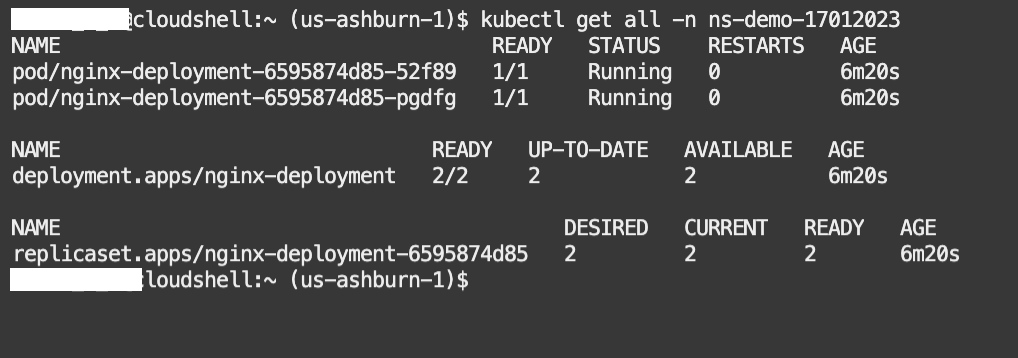 cloudshell:~ (us-ashburn-1)$ kubectl get all -n ns-demo-17012023
NAME READY STATUS RESTARTS AGE
pod/nginx-deployment-6595874d85-52f89 1/1 Running 0 6m20s
pod/nginx-deployment-6595874d85-pgdfg 1/1 Running 0 6m20s
NAME READY UP-TO-DATE AVAILABLE AGE
deployment.apps/nginx-deployment 2/2 2 2 6m20s
NAME DESIRED CURRENT READY AGE
replicaset.apps/nginx-deployment-6595874d85 2 2 2 6m20s
cloudshell:~ (us-ashburn-1)$